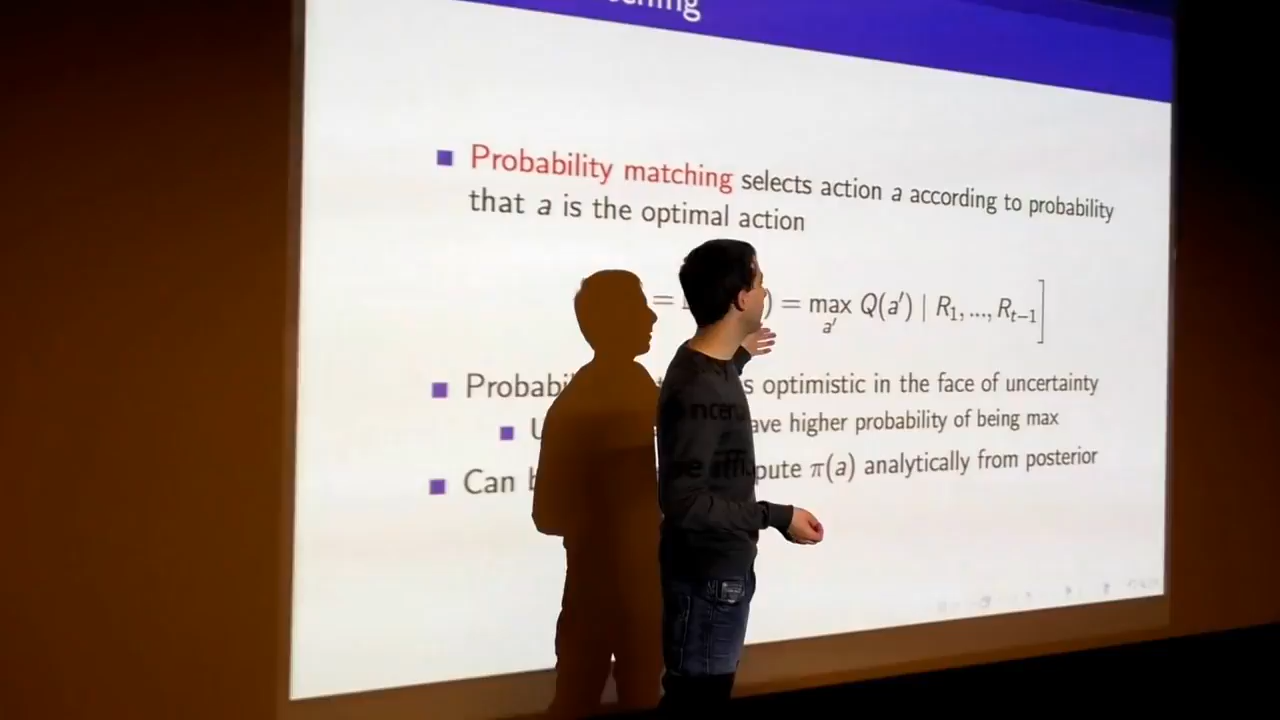 Probability matching selects action a according to probability
that a is the optimal action
= ) = max Q(a′) | R₁, ..., Rₜ₋₁]
a′
Probabi s optimistic in the face of uncertainty
U ave higher probability of being max
Can b pute π(a) analytically from posterior